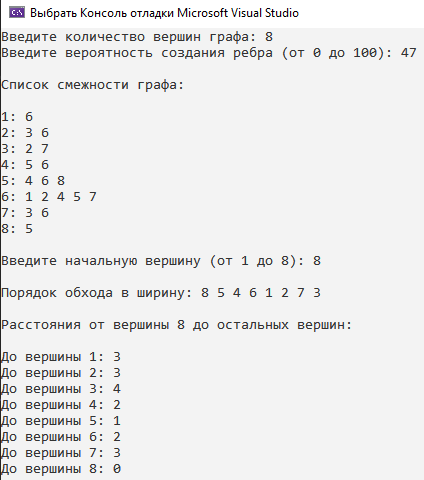 Выбрать Консоль отладки Microsoft Visual Studio
Введите количество вершин графа: 8
Введите вероятность создания ребра (от 0 до 100): 47
Список смежности графа:
1: 6
2: 3 6
3: 2 7
4: 5 6
5: 4 6 8
6: 1 2 4 5 7
7: 3 6
8: 5
Введите начальную вершину (от 1 до 8): 8
Порядок обхода в ширину: 8 5 4 6 1 2 7 3
Расстояния от вершины 8 до остальных вершин:
До вершины 1: 3
До вершины 2: 3
До вершины 3: 4
До вершины 4: 2
До вершины 5: 1
До вершины 6: 2
До вершины 7: 3
До вершины 8: 0